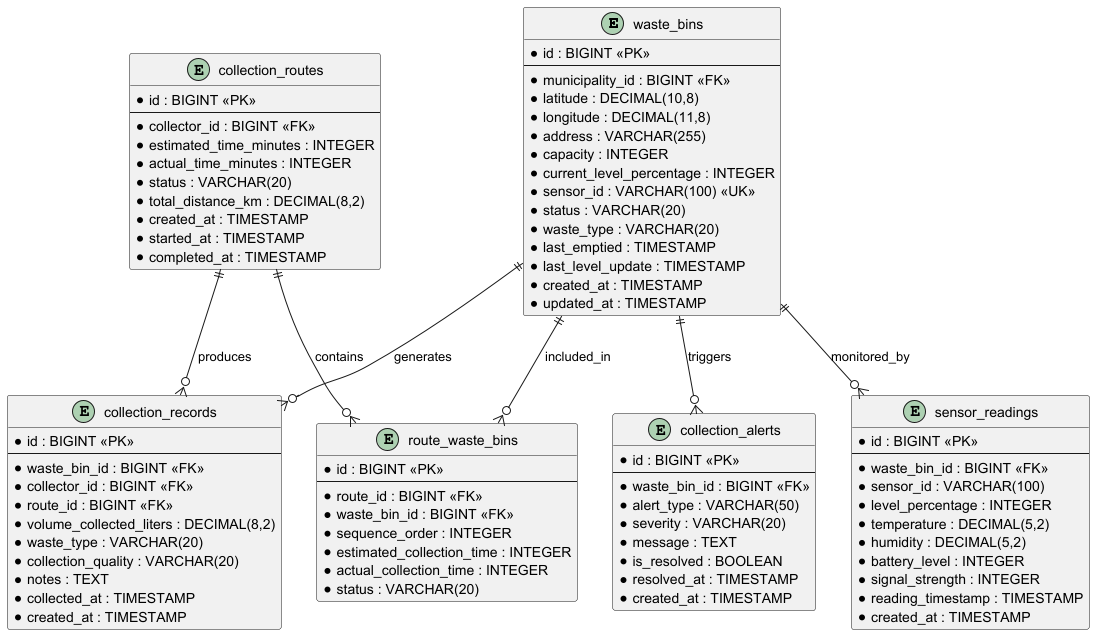 E collection_routes
id : BIGINT «PK»
collector_id : BIGINT «FK»
estimated_time_minutes : INTEGER
actual_time_minutes : INTEGER
status : VARCHAR(20)
total_distance_km : DECIMAL(8,2)
created_at : TIMESTAMP
started_at : TIMESTAMP
completed_at : TIMESTAMP
E waste_bins
id : BIGINT «PK»
municipality_id : BIGINT «FK»
latitude : DECIMAL(10,8)
longitude : DECIMAL(11,8)
address : VARCHAR(255)
capacity : INTEGER
current_level_percentage : INTEGER
sensor_id : VARCHAR(100) «UK»
status : VARCHAR(20)
waste_type : VARCHAR(20)
last_emptied : TIMESTAMP
last_level_update : TIMESTAMP
created_at : TIMESTAMP
updated_at : TIMESTAMP
produces
contains
generates
included_in
triggers
monitored_by
E collection_records
id : BIGINT «PK»
waste_bin_id : BIGINT «FK»
collector_id : BIGINT «FK»
route_id : BIGINT «FK»
volume_collected_liters : DECIMAL(8,2)
waste_type : VARCHAR(20)
collection_quality : VARCHAR(20)
notes : TEXT
collected_at : TIMESTAMP
created_at : TIMESTAMP
E route_waste_bins
id : BIGINT «PK»
route_id : BIGINT «FK»
waste_bin_id : BIGINT «FK»
sequence_order : INTEGER
estimated_collection_time : INTEGER
actual_collection_time : INTEGER
status : VARCHAR(20)
E collection_alerts
id : BIGINT «PK»
waste_bin_id : BIGINT «FK»
alert_type : VARCHAR(50)
severity : VARCHAR(20)
message : TEXT
is_resolved : BOOLEAN
resolved_at : TIMESTAMP
created_at : TIMESTAMP
E sensor_readings
id : BIGINT «PK»
waste_bin_id : BIGINT «FK»
sensor_id : VARCHAR(100)
level_percentage : INTEGER
temperature : DECIMAL(5,2)
humidity : DECIMAL(5,2)
battery_level : INTEGER
signal_strength : INTEGER
reading_timestamp : TIMESTAMP
created_at : TIMESTAMP